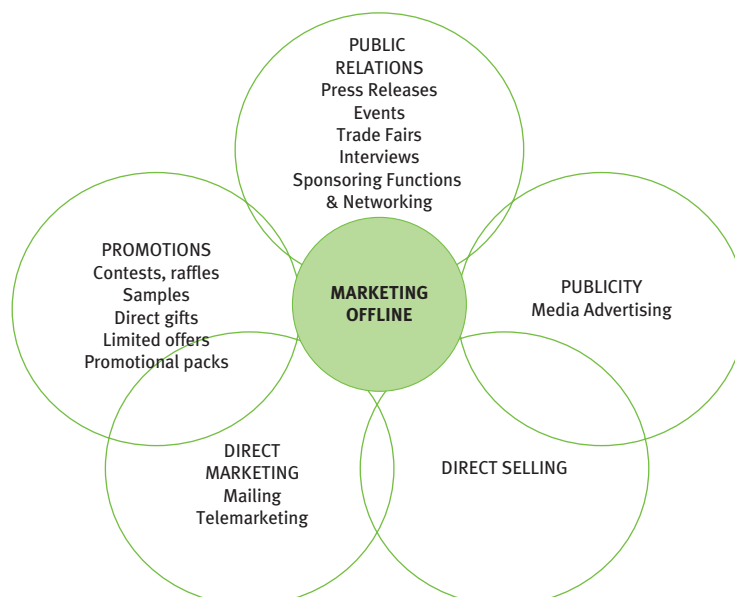 PUBLIC
RELATIONS
Press Releases
Events
Trade Fairs
Interviews
Sponsoring Functions
& Networking
PROMOTIONS
Contests, raffles
Samples
Direct gifts
Limited offers
Promotional packs
MARKETING
OFFLINE
PUBLICITY
Media Advertising
DIRECT
MARKETING
Mailing
Telemarketing
DIRECT SELLING